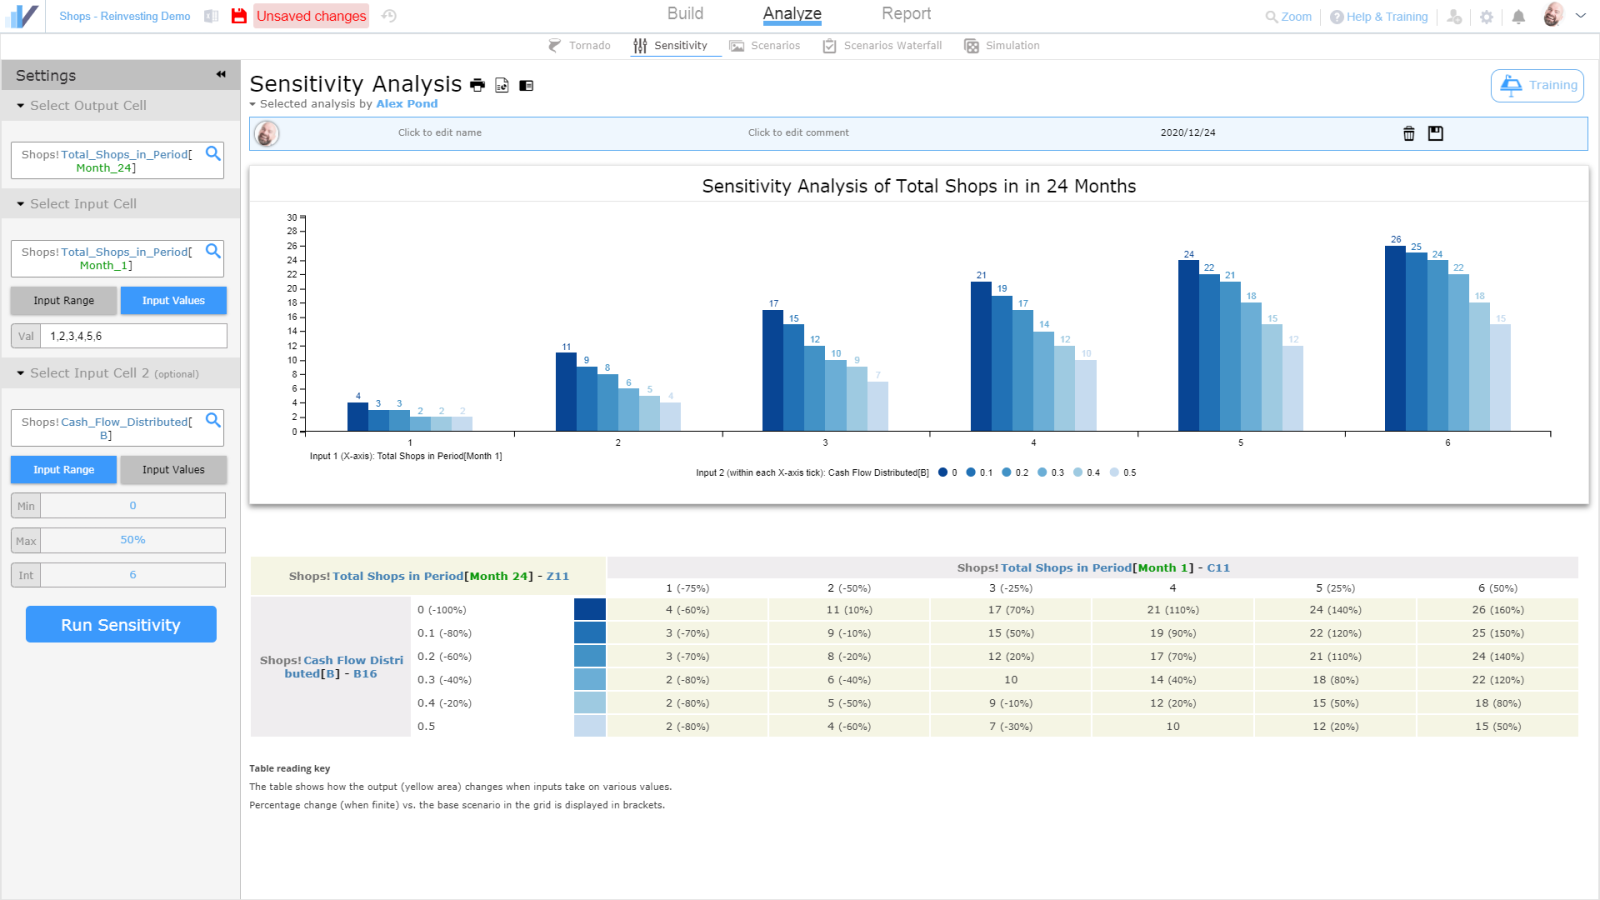 Shops - Reinvesting Demo
Unsaved changes
Build
Analyze
Report
Zoom
Help & Training
Tornado
Sensitivity
Scenarios
Scenarios Waterfall
Simulation
Settings
Select Output Cell
Shops! Total_Shops_in_Period[
Month_24]
Select Input Cell
Shops! Total_Shops_in_Period[
Month_1]
Input Range
Input Values
Val 1,2,3,4,5,6
Select Input Cell 2 (optional)
Shops! Cash_Flow_Distributed[
B]
Input Range
Input Values
Min 0
Max 50%
Int 6
Run Sensitivity
Sensitivity Analysis
Selected analysis by Alex Pond
Training
Click to edit name
Click to edit comment
2020/12/24
Sensitivity Analysis of Total Shops in in 24 Months
30
28
26
24
22
20
18
16
14
12
10
8
6
4
2
0
4 3 3 2 2 2
11 9 8 6 5 4
17 15 12 10 9 7
21 19 17 14 12 10
24 22 21 18 15 12
26 25 24 22 18 15
1 2 3 4 5 6
Input 1 (X-axis): Total Shops in Period[Month 1]
Input 2 (within each X-axis tick): Cash Flow Distributed[B] 0 0.1 0.2 0.3 0.4 0.5
Shops! Total Shops in Period[Month 24] - Z11
Shops! Total Shops in Period[Month 1] - C11
1 (-75%) 2 (-50%) 3 (-25%) 4 5 (25%) 6 (50%)
Shops! Cash Flow Distri
buted[B] - B16
0 (-100%) 4 (-60%) 11 (10%) 17 (70%) 21 (110%) 24 (140%) 26 (160%)
0.1 (-80%) 3 (-70%) 9 (-10%) 15 (50%) 19 (90%) 22 (120%) 25 (150%)
0.2 (-60%) 3 (-70%) 8 (-20%) 12 (20%) 17 (70%) 21 (110%) 24 (140%)
0.3 (-40%) 2 (-80%) 6 (-40%) 10 14 (40%) 18 (80%) 22 (120%)
0.4 (-20%) 2 (-80%) 5 (-50%) 9 (-10%) 12 (20%) 15 (50%) 18 (80%)
0.5 2 (-80%) 4 (-60%) 7 (-30%) 10 12 (20%) 15 (50%)
Table reading key
The table shows how the output (yellow area) changes when inputs take on various values.
Percentage change (when finite) vs. the base scenario in the grid is displayed in brackets.